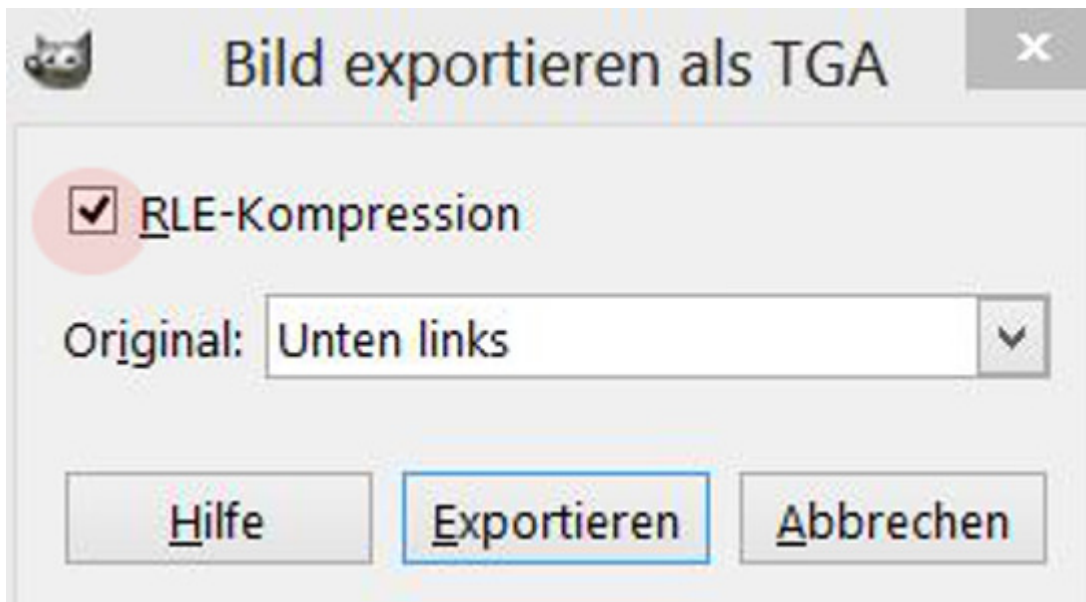 Bild exportieren als TGA
RLE-Kompression
Original: Unten links
Hilfe Exportieren Abbrechen